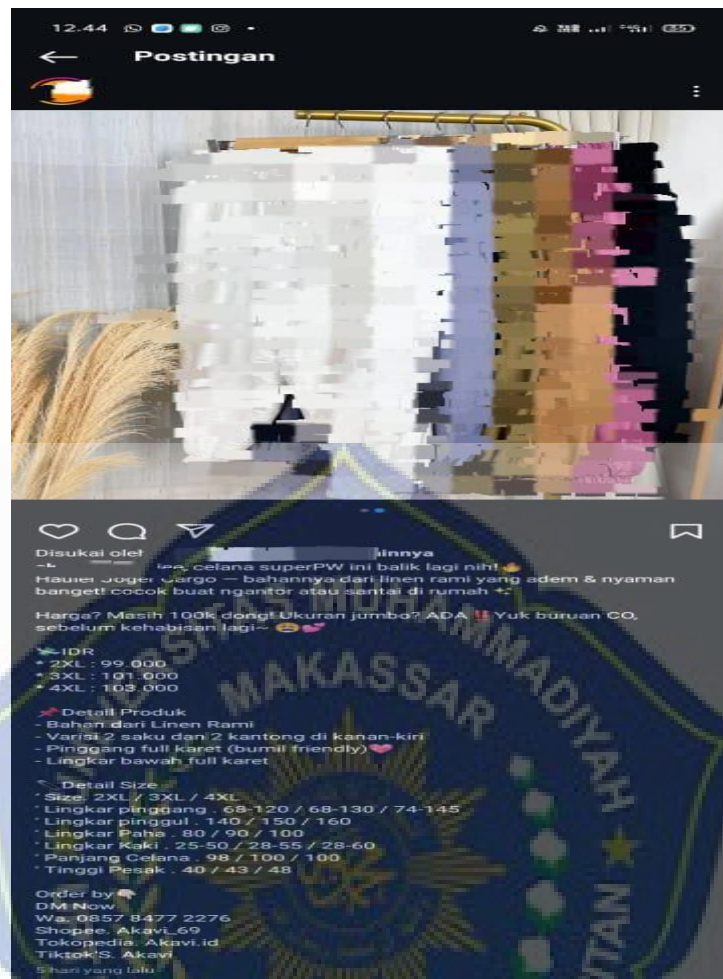 12.44
Postingan
Disukai oleh
lainnya
celana superPW ini balik lagi nih!
Haulier Joger Cargo — bahannya dari linen rami yang adem & nyaman
banget! cocok buat ngantor atau santai di rumah
Harga? Masih 100k dong! Ukuran jumbo? ADA ‼ Yuk buruan CO,
sebelum kehabisan lagi~
IDR
* 2XL : 99.000
* 3XL : 101.000
* 4XL : 103.000
Detail Produk
- Bahan dari Linen Rami
- Varisi 2 saku dan 2 kantong di kanan-kiri
- Pinggang full karet (bumil friendly)
- Lingkar bawah full karet
Detail Size
* Size. 2XL / 3XL / 4XL
* Lingkar pinggang . 68-120 / 68-130 / 74-145
* Lingkar pinggul . 140 / 150 / 160
* Lingkar Paha . 80 / 90 / 100
* Lingkar Kaki . 25-50 / 28-55 / 28-60
* Panjang Celana . 98 / 100 / 100
* Tinggi Pesak . 40 / 43 / 48
Order by
DM Now
Wa. 0857 8477 2276
Shopee. Akavi_69
Tokopedia. Akavi.id
Tiktok'S. Akavi
5 hari yang lalu
MUHAMMADIYAH
MAKASSAR